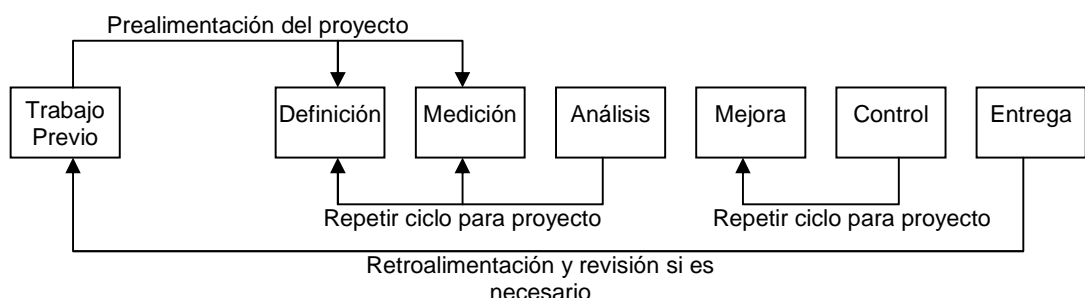 Prealimentación del proyecto
Trabajo
Previo
Definición
Medición
Análisis
Mejora
Control
Entrega
Repetir ciclo para proyecto
Repetir ciclo para proyecto
Retroalimentación y revisión si es
necesario